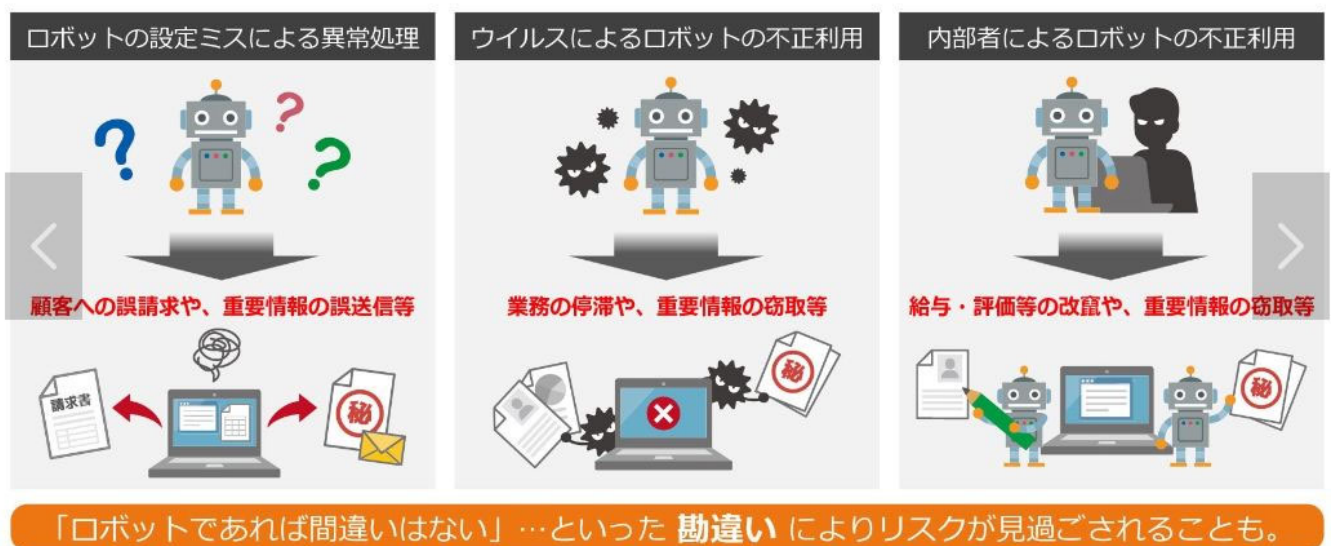 ロボットの設定ミスによる異常処理
顧客への誤請求や、重要情報の誤送信等
請求書
秘
ウイルスによるロボットの不正利用
業務の停滞や、重要情報の窃取等
秘
内部者によるロボットの不正利用
給与・評価等の改竄や、重要情報の窃取等
秘
「ロボットであれば間違いはない」…といった 勘違い によりリスクが見過ごされることも。